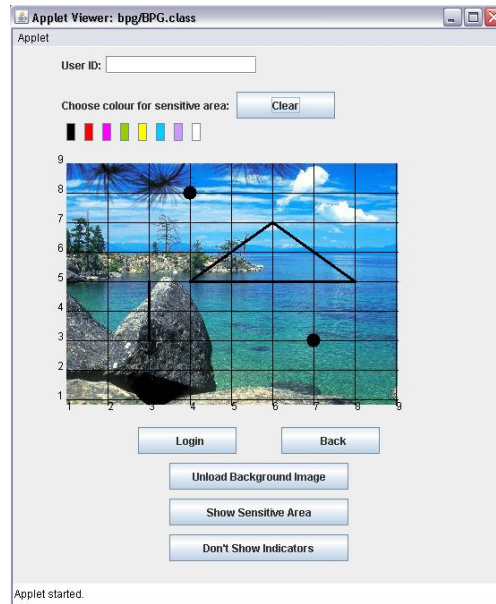 Applet Viewer: bpg/BPG.class
Applet
User ID:
Choose colour for sensitive area: Clear
9
8
7
6
5
4
3
2
1
1 2 3 4 5 6 7 8 9
Login Back
Unload Background Image
Show Sensitive Area
Don't Show Indicators
Applet started.